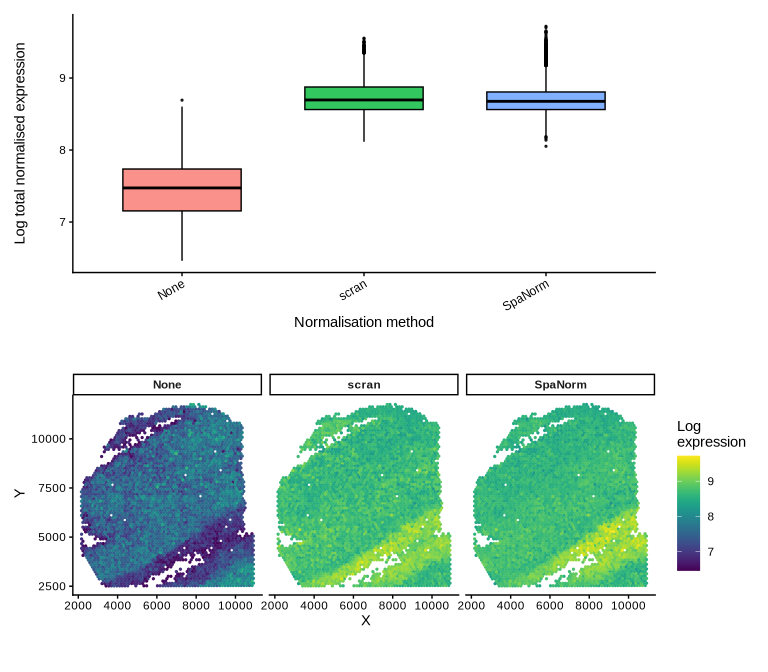 Log total normalised expression
9
8
7
None
scran
SpaNorm
Normalisation method
None
scran
SpaNorm
Y
10000
7500
5000
2500
2000 4000 6000 8000 10000
2000 4000 6000 8000 10000
2000 4000 6000 8000 10000
X
Log
expression
9
8
7